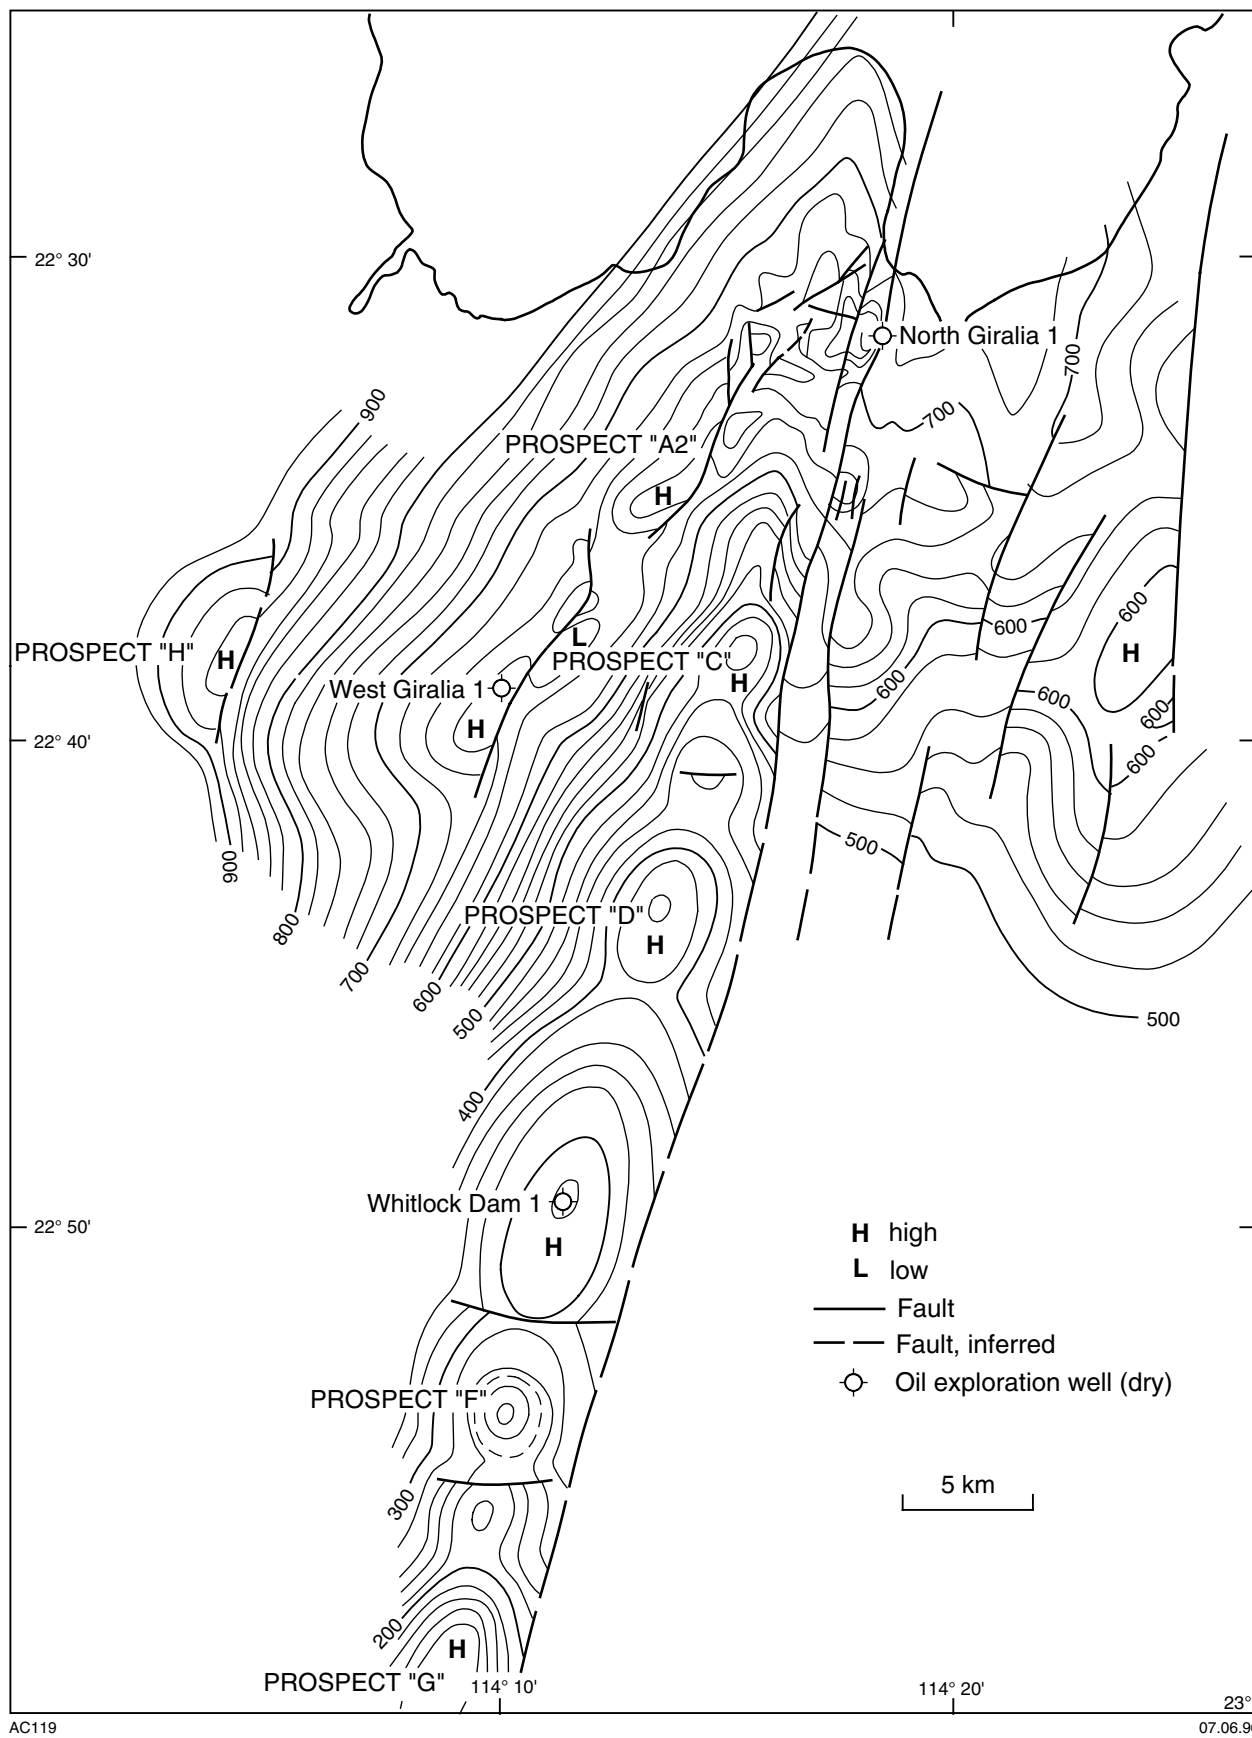 22° 30'
North Giralia 1
900
700
700
PROSPECT "A2"
H
600
600
PROSPECT "H"
H
L
PROSPECT "C"
H
H
West Giralia 1
H
600
600
600
22° 40'
600
900
500
800
PROSPECT "D"
H
700
600
500
500
400
Whitlock Dam 1
H
22° 50'
H high
L low
Fault
Fault, inferred
Oil exploration well (dry)
PROSPECT "F"
5 km
300
200
H
PROSPECT "G"
114° 10'
114° 20'
23°
AC119